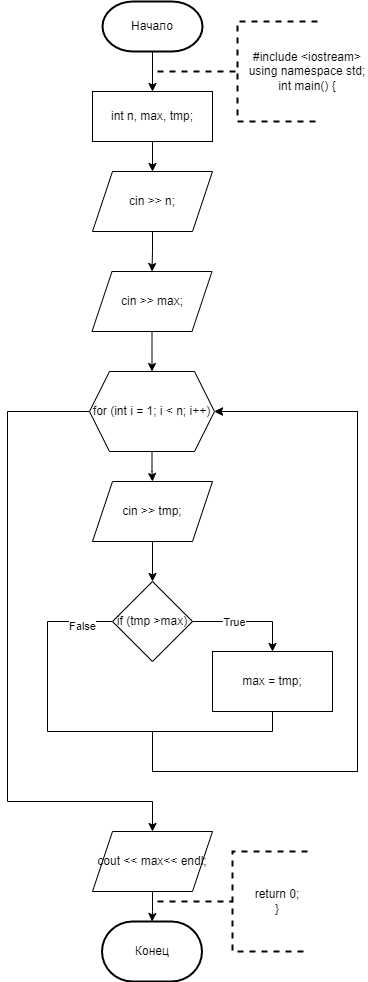 Начало
#include <iostream>
using namespace std;
int main() {
int n, max, tmp;
cin >> n;
cin >> max;
for (int i = 1; i < n; i++)
cin >> tmp;
if (tmp >max)
False
True
max = tmp;
cout << max<< endl;
return 0;
}
Конец